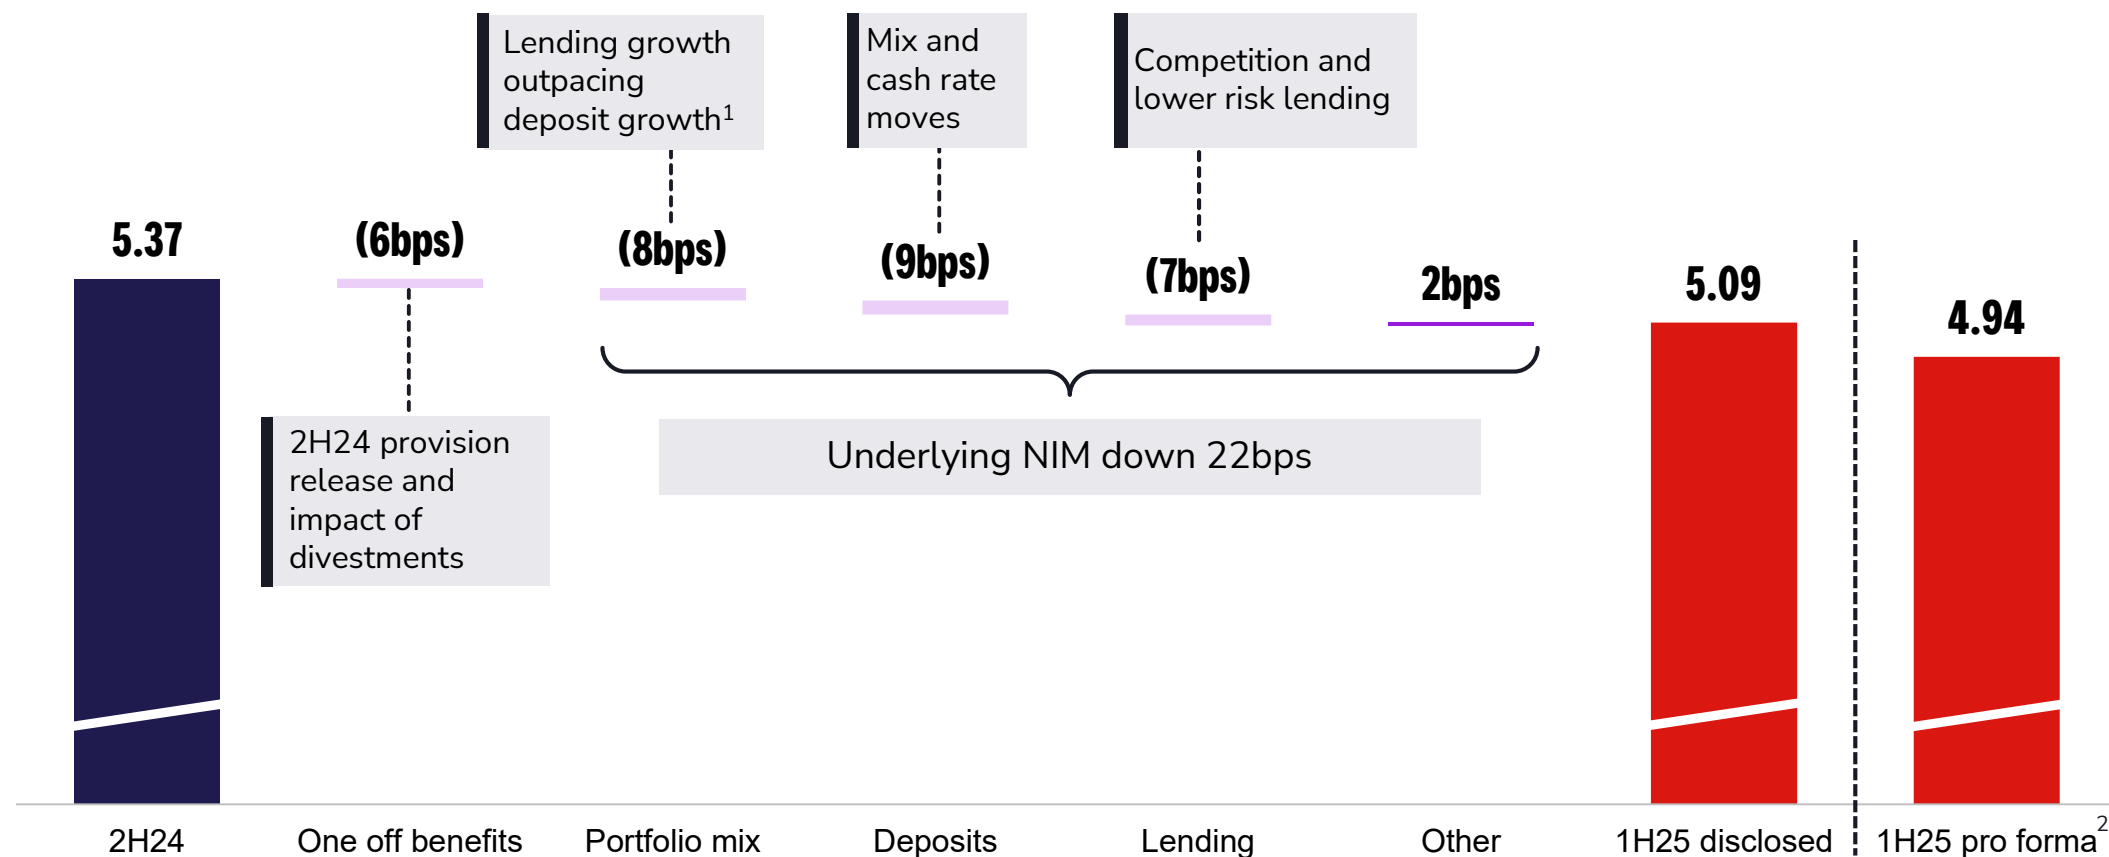 Lending growth
outpacing
deposit growth1
Mix and
cash rate
moves
Competition and
lower risk lending
5.37
(6bps)
(8bps)
(9bps)
(7bps)
2bps
5.09
4.94
2H24 provision
release and
impact of
divestments
Underlying NIM down 22bps
2H24
One off benefits
Portfolio mix
Deposits
Lending
Other
1H25 disclosed
1H25 pro forma2